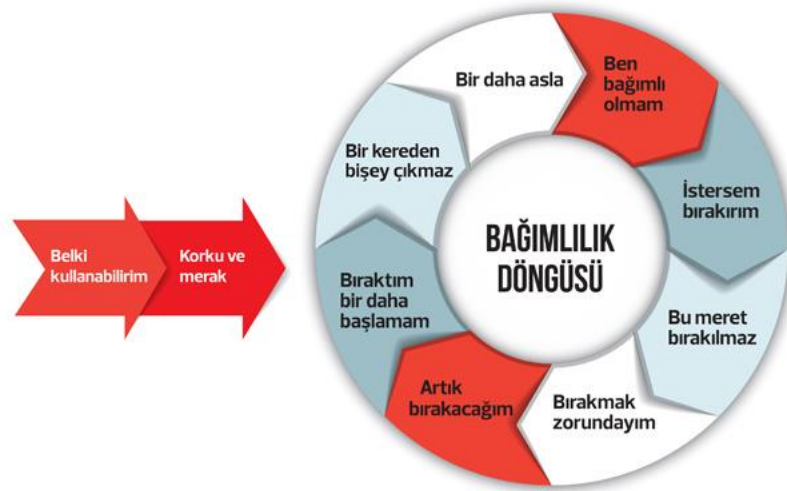 Belki
kullanabilirim
Korku ve
merak
BAĞIMLILIK
DÖNGÜSÜ
Bir kereden
bişey çıkmaz
Bir daha asla
Ben
bağımlı
olmam
İstersem
bırakırım
Bu meret
bırakılmaz
Bırakmak
zorundayım
Artık
bırakacağım
Bıraktım
bir daha
başlamam